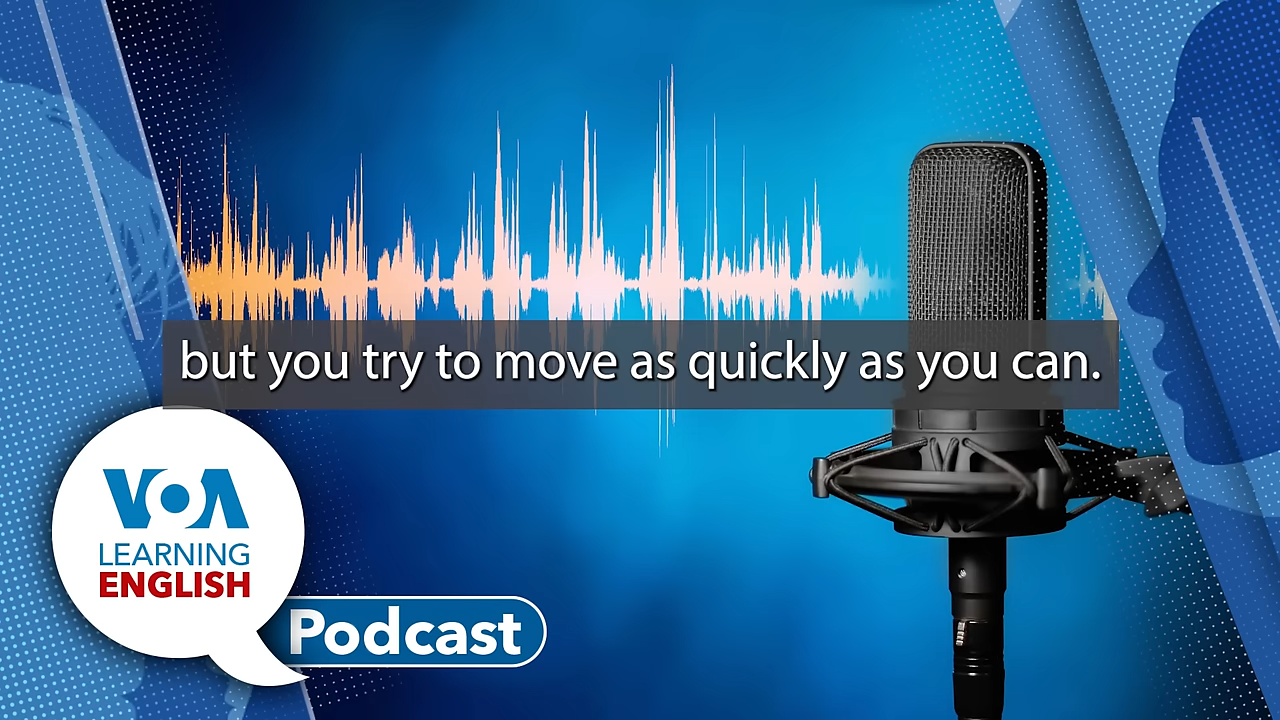 but you try to move as quickly as you can.
VOA
LEARNING
ENGLISH
Podcast